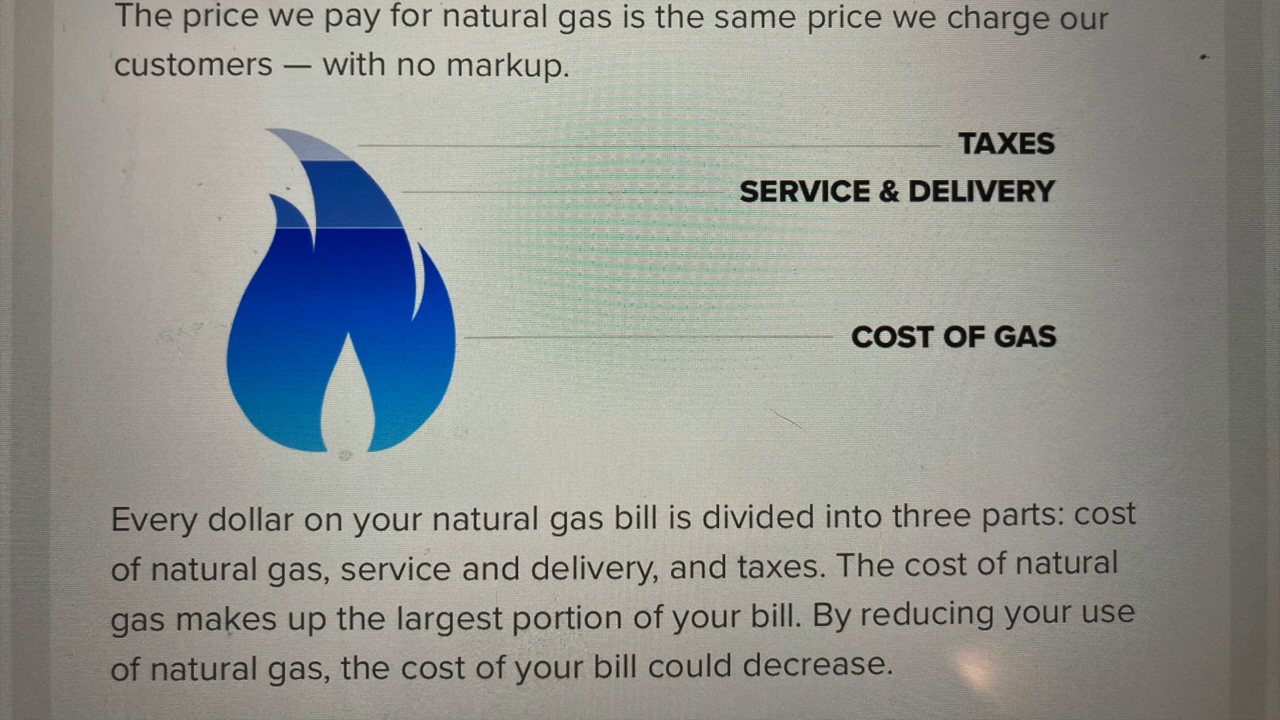 The price we pay for natural gas is the same price we charge our
customers — with no markup.
TAXES
SERVICE & DELIVERY
COST OF GAS
Every dollar on your natural gas bill is divided into three parts: cost
of natural gas, service and delivery, and taxes. The cost of natural
gas makes up the largest portion of your bill. By reducing your use
of natural gas, the cost of your bill could decrease.